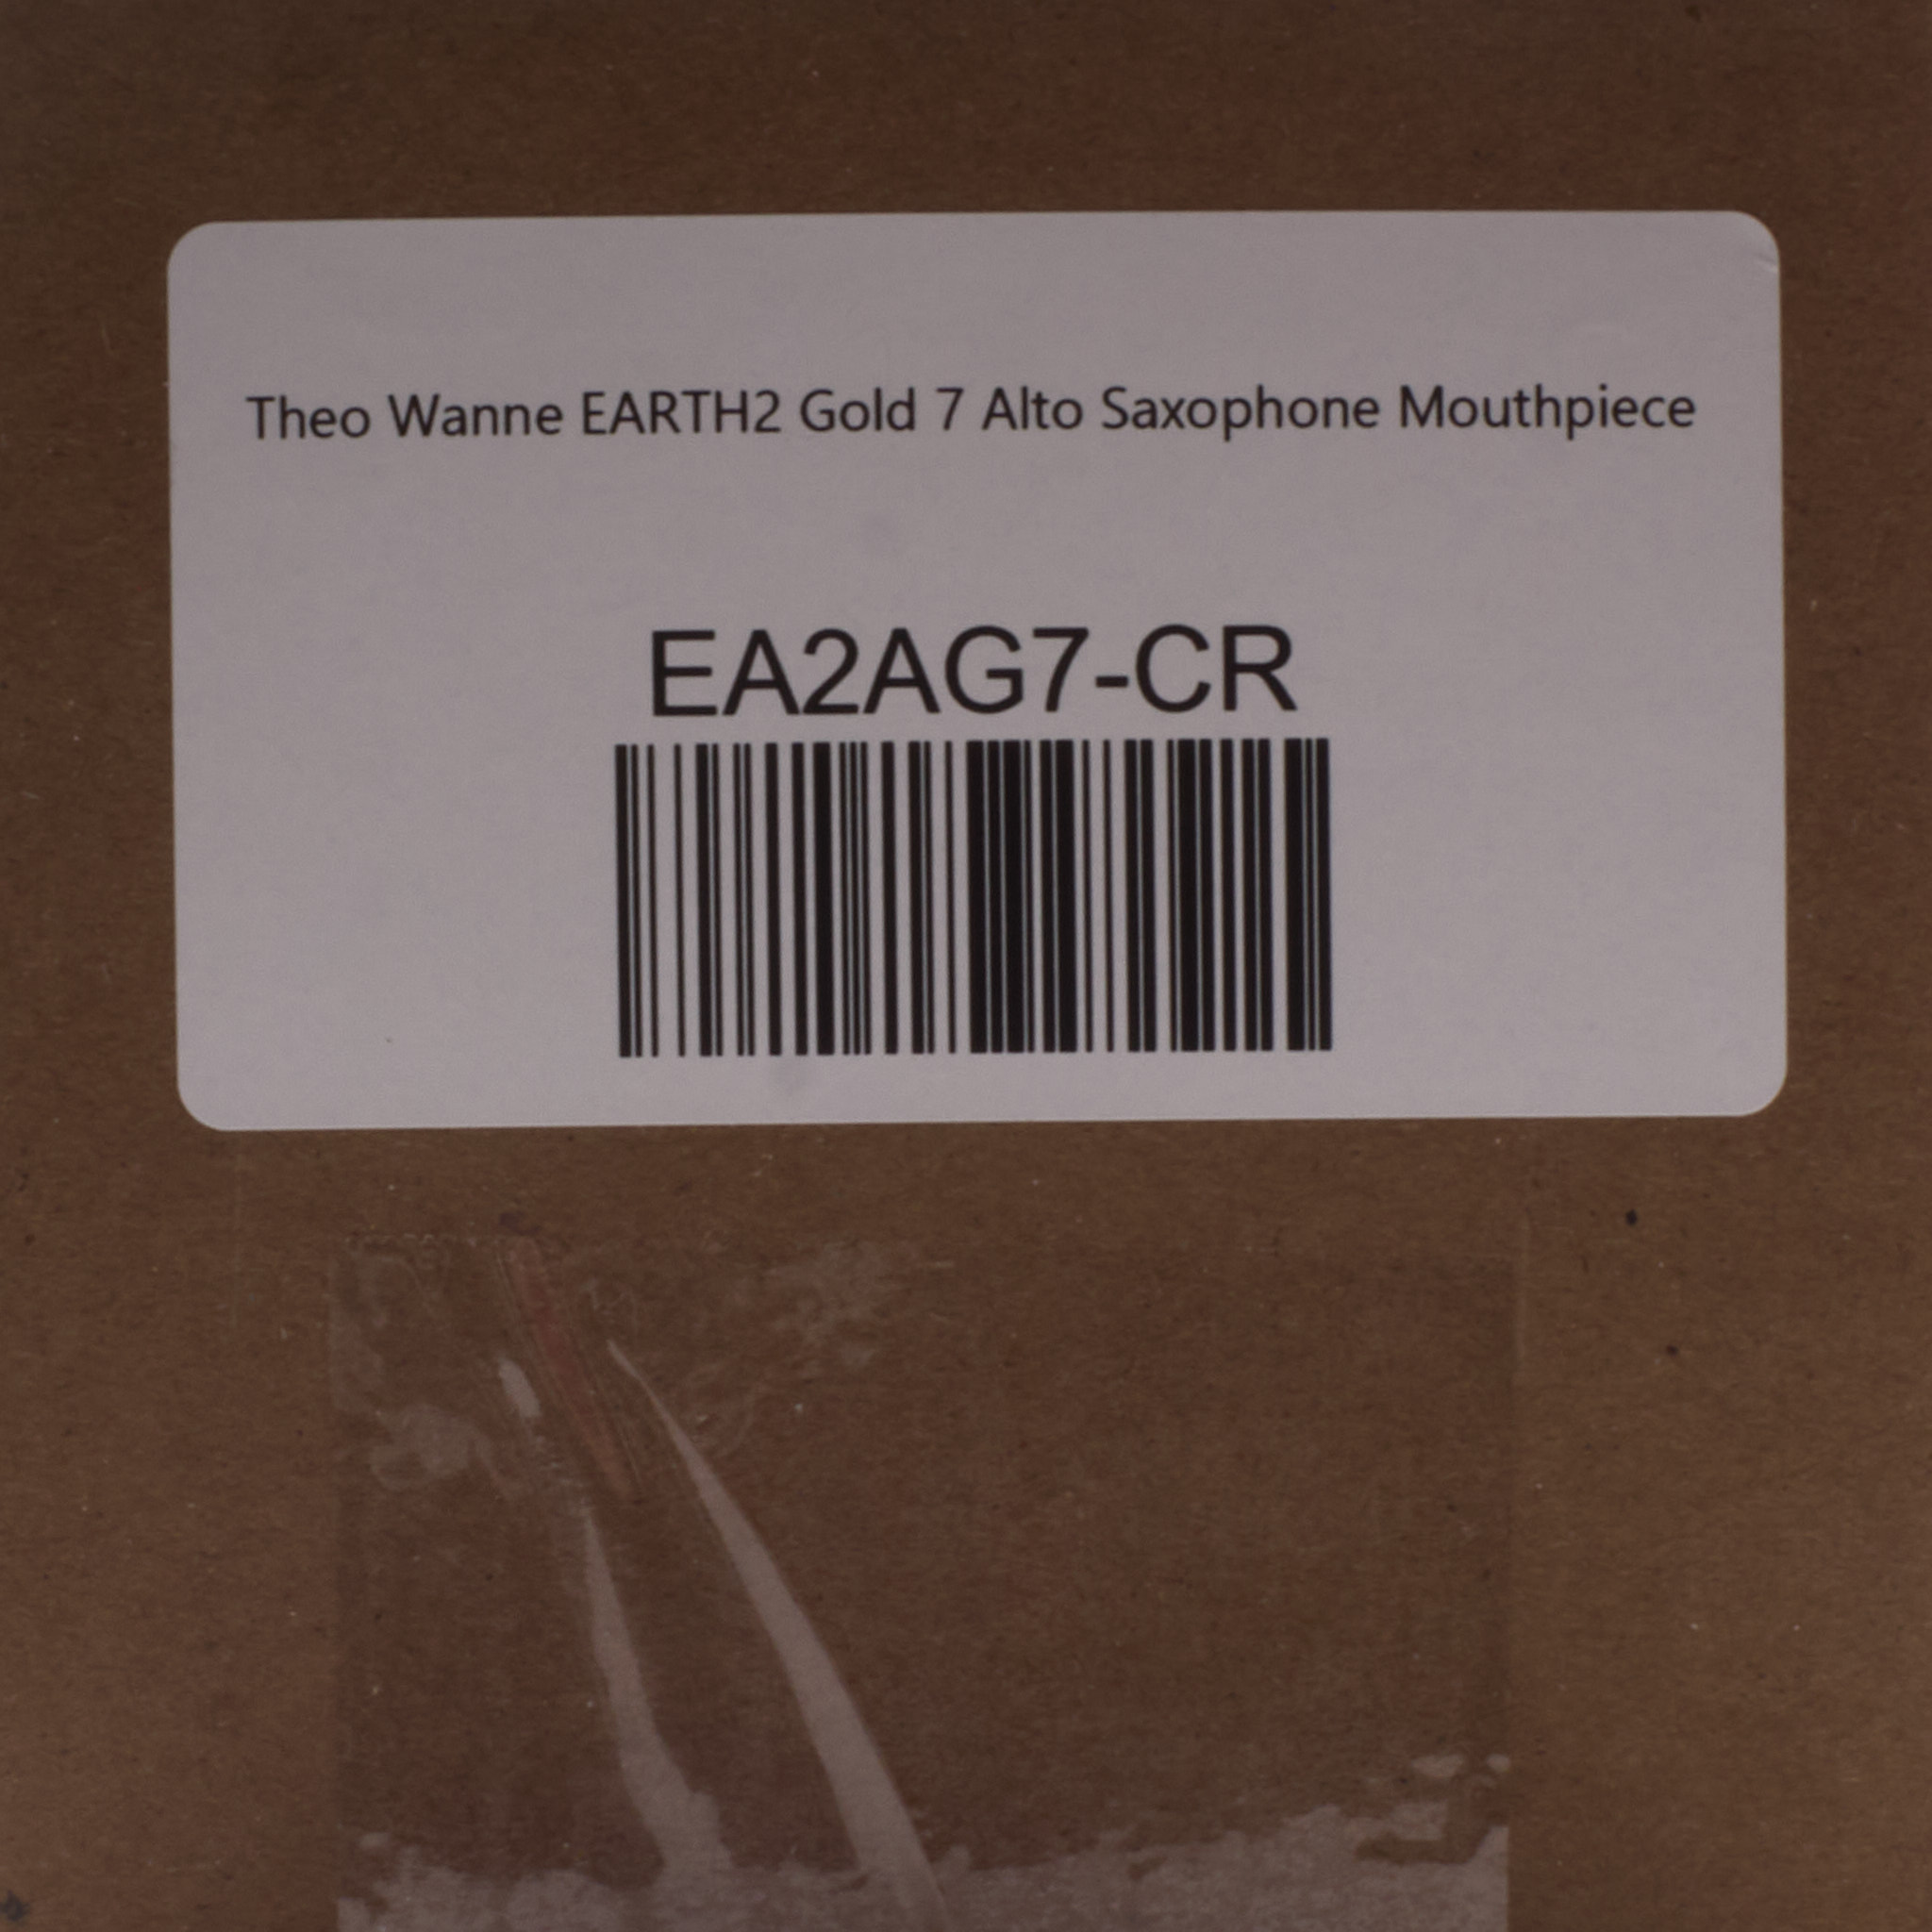 Theo Wanne EARTH2 Gold 7 Alto Saxophone Mouthpiece
EA2AG7-CR